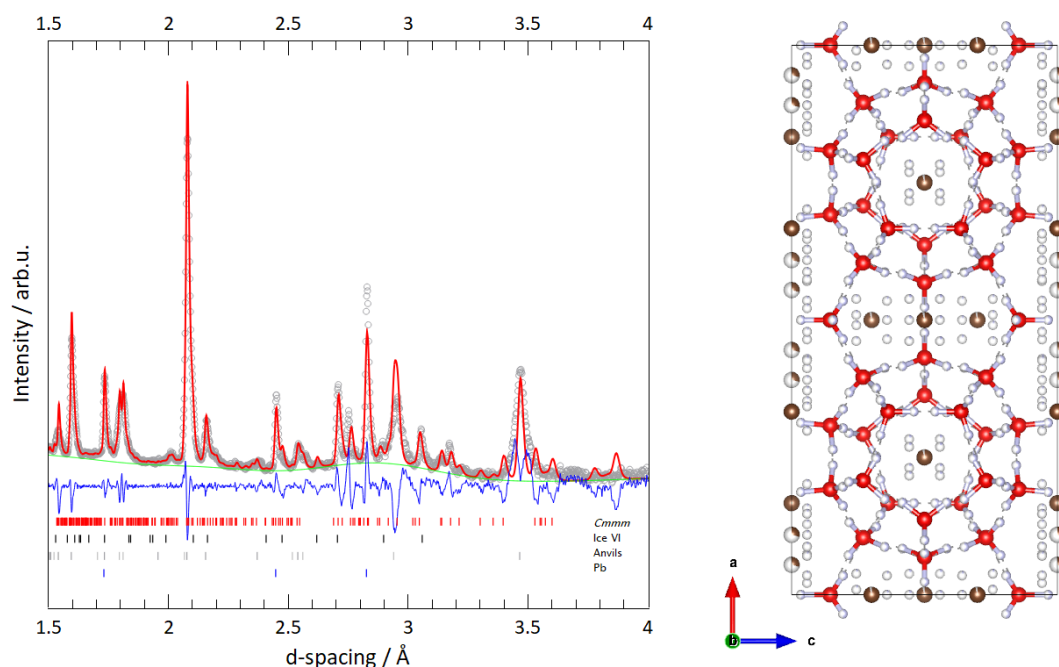 1.5 2 2.5 3 3.5 4
Intensity / arb.u.
Cmmm
Ice VI
Anvils
Pb
1.5 2 2.5 3 3.5 4
d-spacing / Å
a
b
c